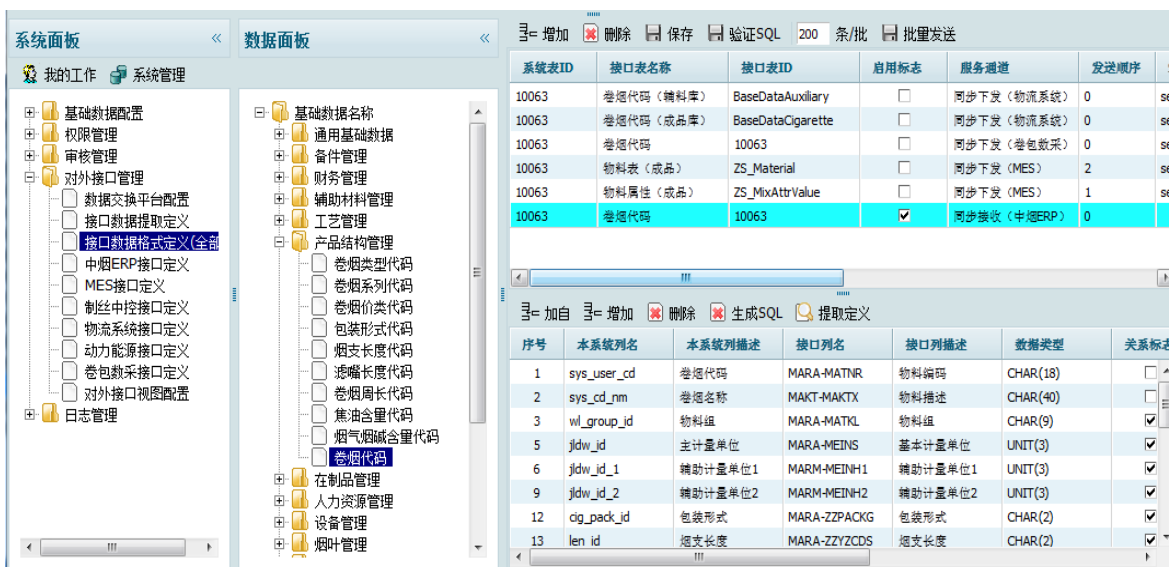 系统面板
我的工作 系统管理
基础数据配置
权限管理
审核管理
对外接口管理
数据交换平台配置
接口数据提取定义
接口数据格式定义(全部
中烟ERP接口定义
MES接口定义
制丝中控接口定义
物流系统接口定义
动力能源接口定义
卷包数采接口定义
对外接口视图配置
日志管理
数据面板
基础数据名称
通用基础数据
备件管理
财务管理
辅助材料管理
工艺管理
产品结构管理
卷烟类型代码
卷烟系列代码
卷烟价类代码
包装形式代码
烟支长度代码
滤嘴长度代码
卷烟周长代码
焦油含量代码
烟气烟碱含量代码
卷烟代码
在制品管理
人力资源管理
设备管理
烟叶管理
增加 删除 保存 验证SQL 200 条/批 批量发送
系统表ID 接口表名称 接口表ID 启用标志 服务通道 发送顺序
10063 卷烟代码（辅料库） BaseDataAuxiliary 同步下发（物流系统） 0 se
10063 卷烟代码（成品库） BaseDataCigarette 同步下发（物流系统） 0 se
10063 卷烟代码 10063 同步下发（卷包数采） 0 se
10063 物料表（成品） ZS_Material 同步下发（MES） 2 se
10063 物料属性（成品） ZS_MixAttrValue 同步下发（MES） 1 se
10063 卷烟代码 10063 同步接收（中烟ERP） 0
加自 增加 删除 生成SQL 提取定义
序号 本系统列名 本系统列描述 接口列名 接口列描述 数据类型 关系标志
1 sys_user_cd 卷烟代码 MARA-MATNR 物料编码 CHAR(18)
2 sys_cd_nm 卷烟名称 MAKT-MAKTX 物料描述 CHAR(40)
3 wl_group_id 物料组 MARA-MATKL 物料组 CHAR(9)
5 jldw_id 主计量单位 MARA-MEINS 基本计量单位 UNIT(3)
6 jldw_id_1 辅助计量单位1 MARM-MEINH1 辅助计量单位1 UNIT(3)
9 jldw_id_2 辅助计量单位2 MARM-MEINH2 辅助计量单位2 UNIT(3)
12 cig_pack_id 包装形式 MARA-ZZPACKG 包装形式 CHAR(2)
13 len_id 烟支长度 MARA-ZZYZCDS 烟支长度 CHAR(2)